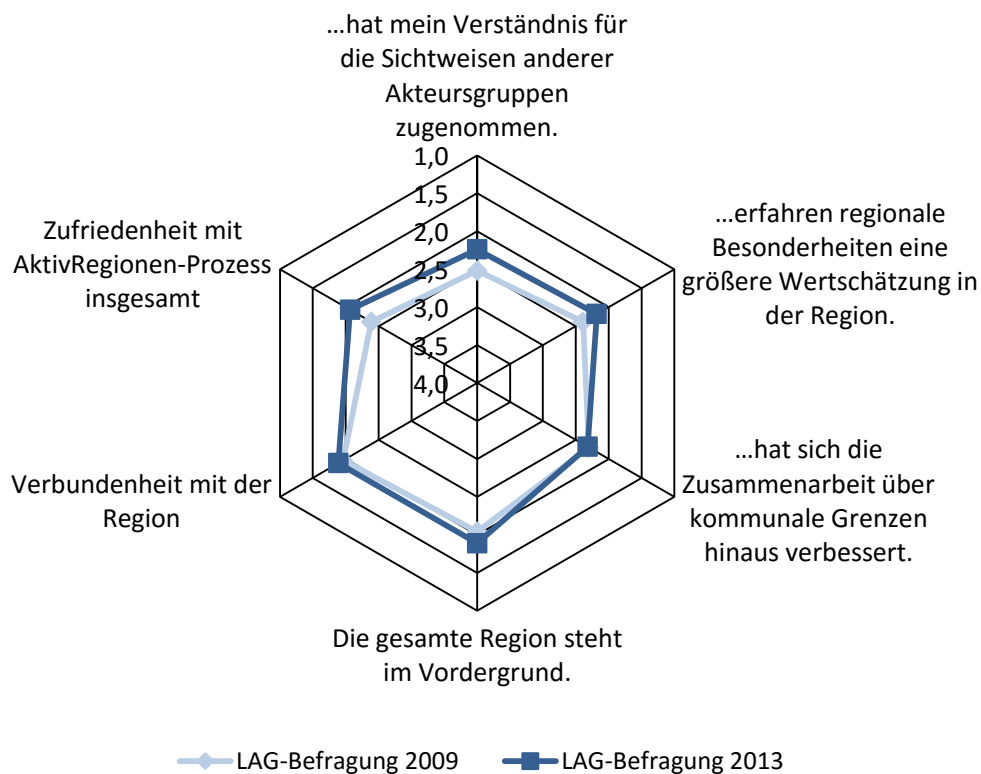 ...hat mein Verständnis für
die Sichtweisen anderer
Akteursgruppen
zugenommen.
1,0
1,5
2,0
2,5
3,0
3,5
4,0
...erfahren regionale
Besonderheiten eine
größere Wertschätzung in
der Region.
...hat sich die
Zusammenarbeit über
kommunale Grenzen
hinaus verbessert.
Die gesamte Region steht
im Vordergrund.
Verbundenheit mit der
Region
Zufriedenheit mit
AktivRegionen-Prozess
insgesamt
LAG-Befragung 2009
LAG-Befragung 2013